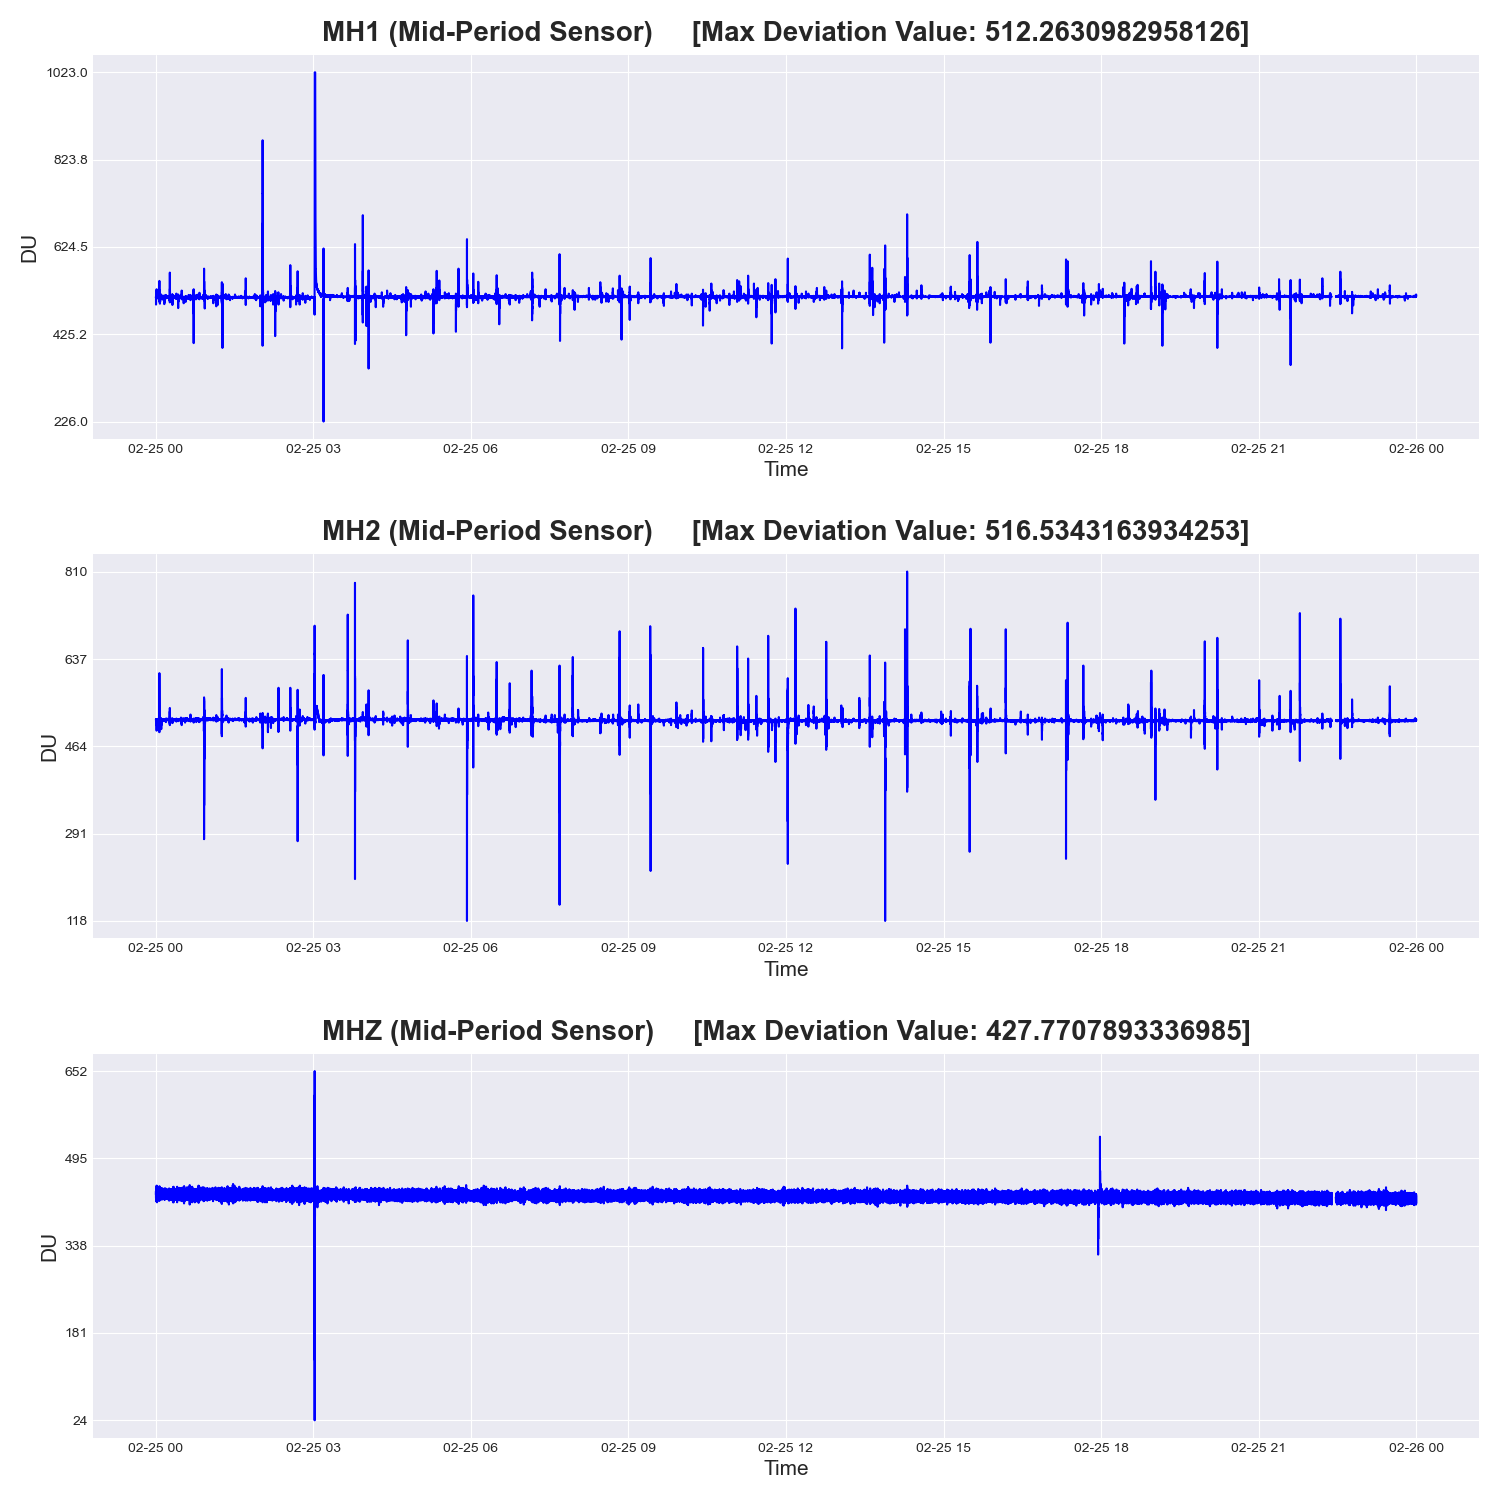 MH1 (Mid-Period Sensor) [Max Deviation Value: 512.2630982958126]
1023.0
823.8
624.5
425.2
226.0
DU
02-25 00 02-25 03 02-25 06 02-25 09 02-25 12 02-25 15 02-25 18 02-25 21 02-26 00
Time
MH2 (Mid-Period Sensor) [Max Deviation Value: 516.5343163934253]
810
637
464
291
118
DU
02-25 00 02-25 03 02-25 06 02-25 09 02-25 12 02-25 15 02-25 18 02-25 21 02-26 00
Time
MHZ (Mid-Period Sensor) [Max Deviation Value: 427.7707893336985]
652
495
338
181
24
DU
02-25 00 02-25 03 02-25 06 02-25 09 02-25 12 02-25 15 02-25 18 02-25 21 02-26 00
Time